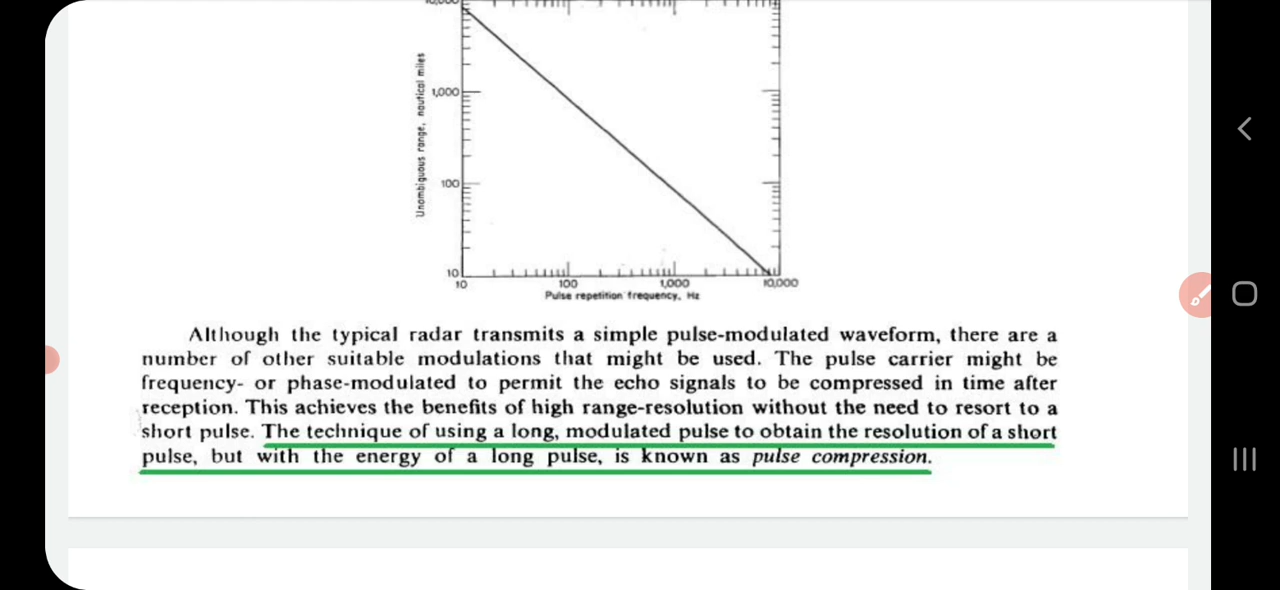 10,000
Unambiguous range, nautical miles
1,000
100
10
10 100 1,000 10,000
Pulse repetition frequency, Hz
Although the typical radar transmits a simple pulse-modulated waveform, there are a
number of other suitable modulations that might be used. The pulse carrier might be
frequency- or phase-modulated to permit the echo signals to be compressed in time after
reception. This achieves the benefits of high range-resolution without the need to resort to a
short pulse. The technique of using a long, modulated pulse to obtain the resolution of a short
pulse, but with the energy of a long pulse, is known as pulse compression.